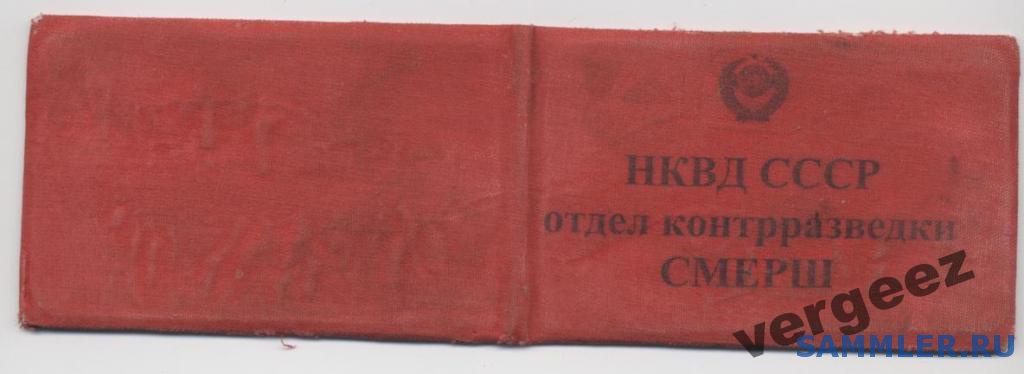 НКВД СССР
отдел контрразведки
СМЕРШ
vergeez
SAMMLER.RU